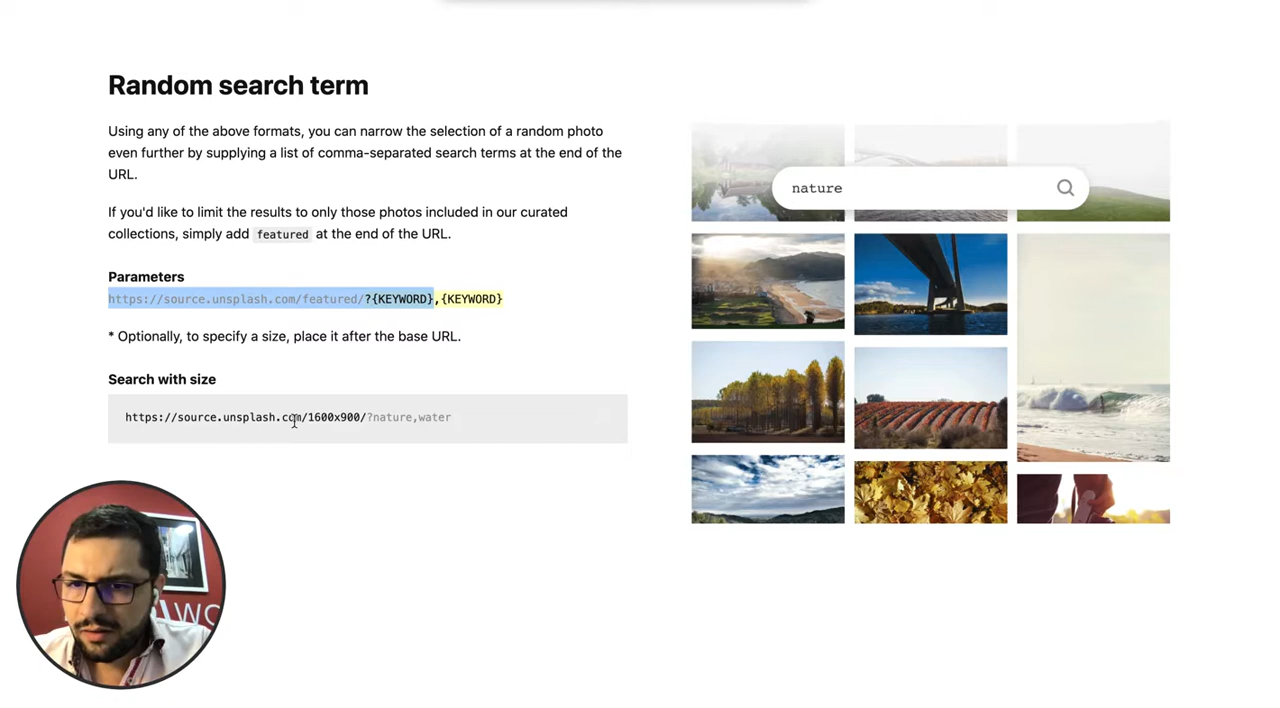 Random search term
Using any of the above formats, you can narrow the selection of a random photo
even further by supplying a list of comma-separated search terms at the end of the
URL.
If you'd like to limit the results to only those photos included in our curated
collections, simply add featured at the end of the URL.
Parameters
https://source.unsplash.com/featured/?{KEYWORD},{KEYWORD}
* Optionally, to specify a size, place it after the base URL.
Search with size
https://source.unsplash.com/1600x900/?nature,water
nature